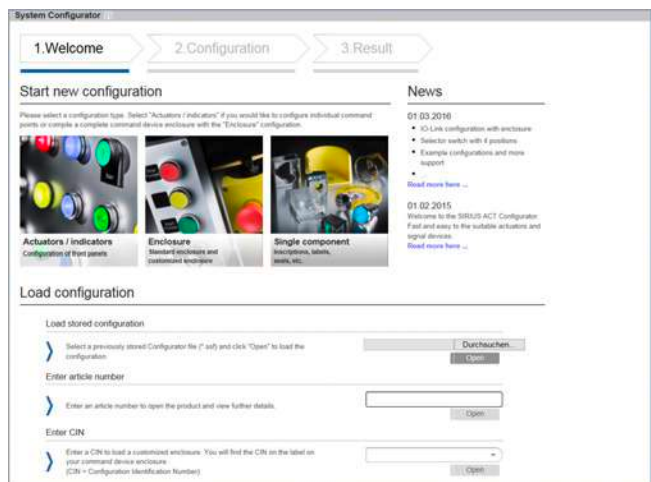 System Configurator
1.Welcome
2.Configuration
3.Result
Start new configuration
Please select a configuration type. Select "Actuators / indicators" if you would like to configure individual command
points or compile a complete command device enclosure with the "Enclosure" configuration.
Actuators / indicators
Configuration of front panels
Enclosure
Standard enclosure and
customized enclosure
Single component
Inscriptions, labels,
seals, etc.
News
01.03.2016
IO-Link configuration with enclosure
Selector switch with 4 positions
Example configurations and more
support
Read more here ...
01.02.2015
Welcome to the SIRIUS ACT Configurator.
Fast and easy to the suitable actuators and
signal devices.
Read more here ...
Load configuration
Load stored configuration
Select a previously stored Configurator file (*.ssf) and click "Open" to load the
configuration.
Durchsuchen...
Open
Enter article number
Enter an article number to open the product and view further details.
Open
Enter CIN
Enter a CIN to load a customized enclosure. You will find the CIN on the label on
your command device enclosure.
(CIN = Configuration Identification Number)
Open